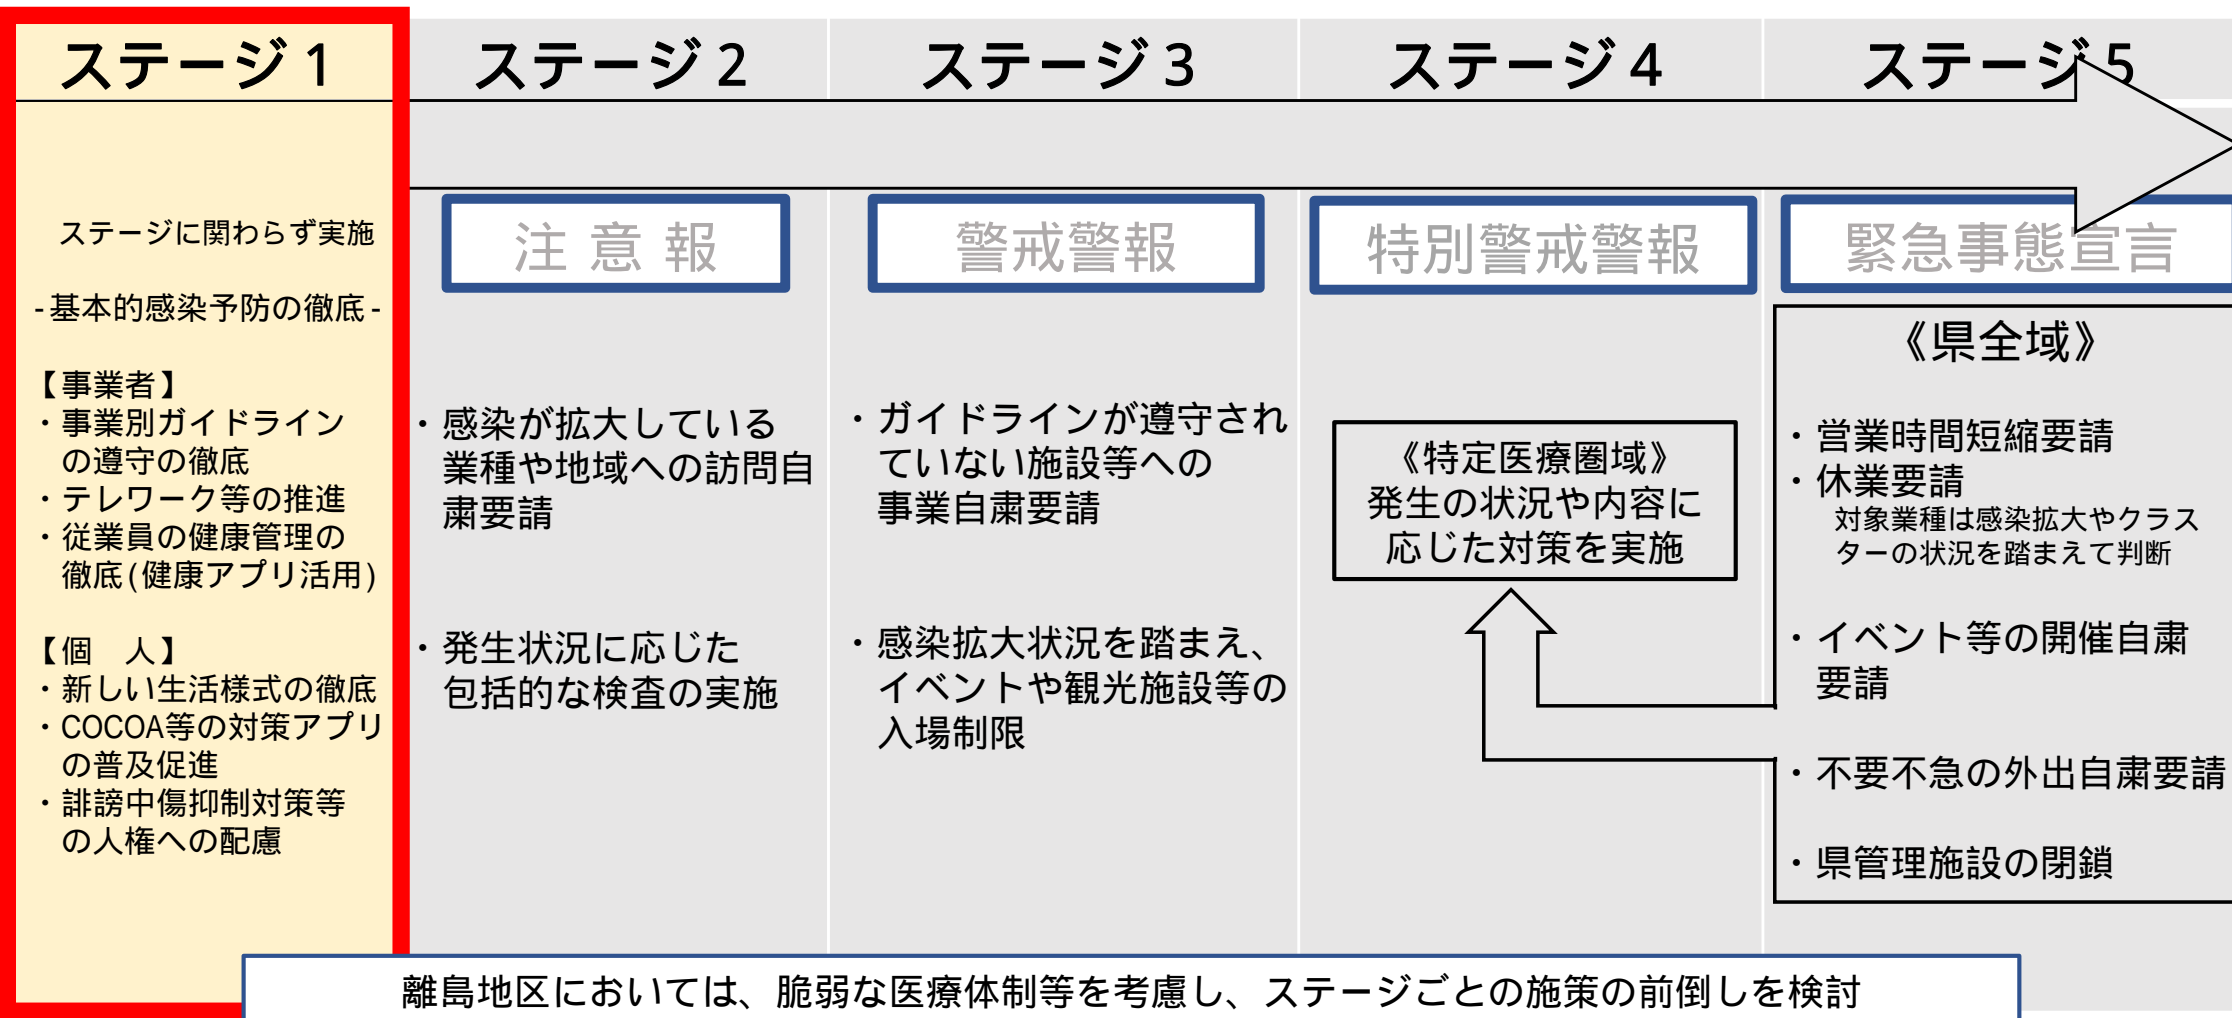 ステージ1
ステージに関わらず実施
-基本的感染予防の徹底-
【事業者】
・事業別ガイドライン
の遵守の徹底
・テレワーク等の推進
・従業員の健康管理の
徹底(健康アプリ活用)
【個　人】
・新しい生活様式の徹底
・COCOA等の対策アプリ
の普及促進
・誹謗中傷抑制対策等
の人権への配慮
ステージ2
注 意 報
・感染が拡大している
業種や地域への訪問自
粛要請
・発生状況に応じた
包括的な検査の実施
ステージ3
警戒警報
・ガイドラインが遵守され
ていない施設等への
事業自粛要請
・感染拡大状況を踏まえ、
イベントや観光施設等の
入場制限
ステージ4
特別警戒警報
《特定医療圏域》
発生の状況や内容に
応じた対策を実施
ステージ5
緊急事態宣言
《県全域》
・営業時間短縮要請
・休業要請
対象業種は感染拡大やクラス
ターの状況を踏まえて判断
・イベント等の開催自粛
要請
・不要不急の外出自粛要請
・県管理施設の閉鎖
離島地区においては、脆弱な医療体制等を考慮し、ステージごとの施策の前倒しを検討